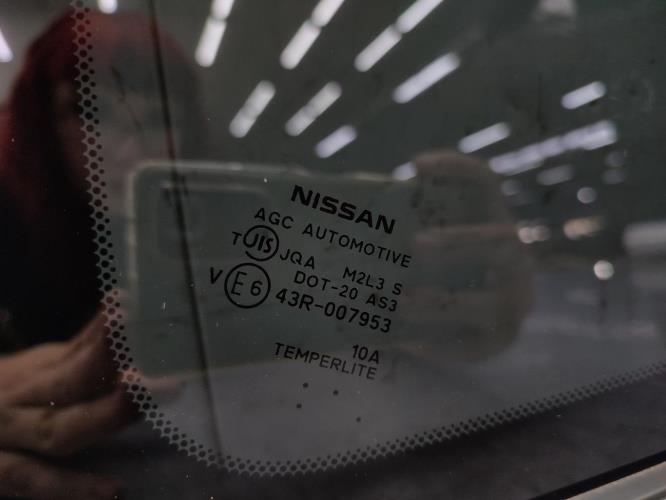 NISSAN
AGC AUTOMOTIVE
T JIS JQA M2L3 S
DOT-20 AS3
V E6 43R-007953
10A
TEMPERLITE